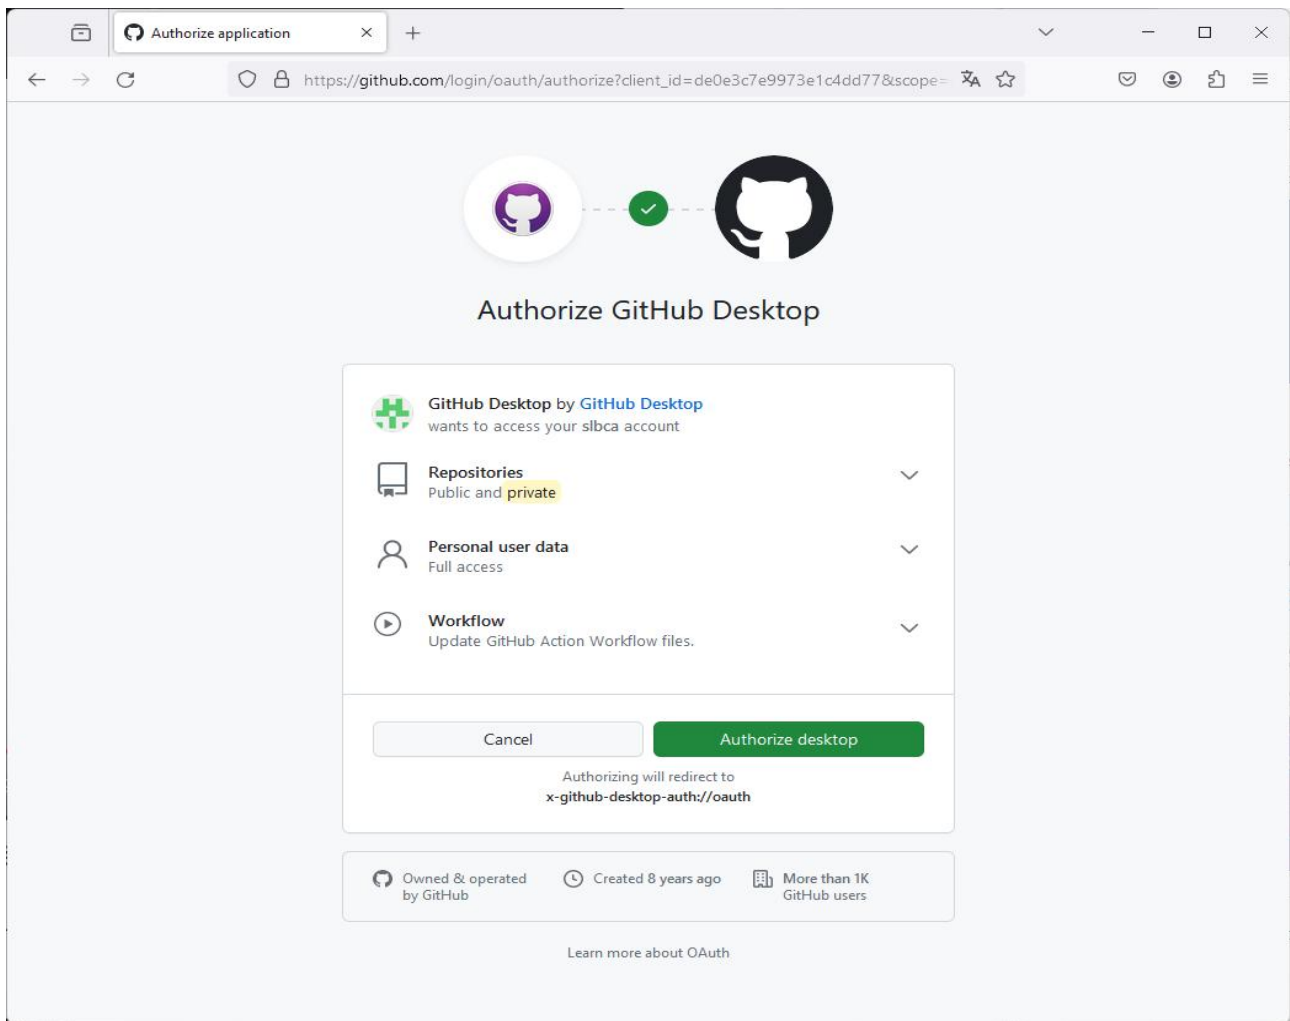 Authorize application
https://github.com/login/oauth/authorize?client_id=de0e3c7e9973e1c4dd77&scope=
Authorize GitHub Desktop
GitHub Desktop by GitHub Desktop
wants to access your slbca account
Repositories
Public and private
Personal user data
Full access
Workflow
Update GitHub Action Workflow files.
Cancel
Authorize desktop
Authorizing will redirect to
x-github-desktop-auth://oauth
Owned & operated
by GitHub
Created 8 years ago
More than 1K
GitHub users
Learn more about OAuth